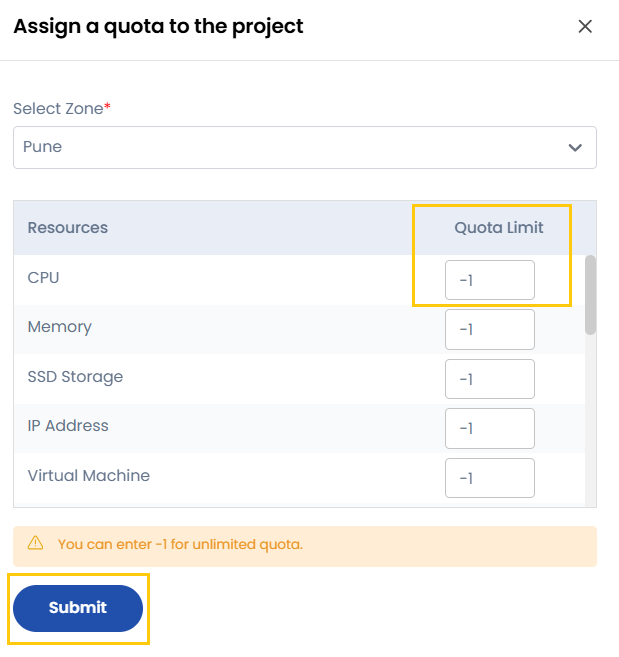 Assign a quota to the project
Select Zone*
Pune
Resources Quota Limit
CPU -1
Memory -1
SSD Storage -1
IP Address -1
Virtual Machine -1
You can enter -1 for unlimited quota.
Submit